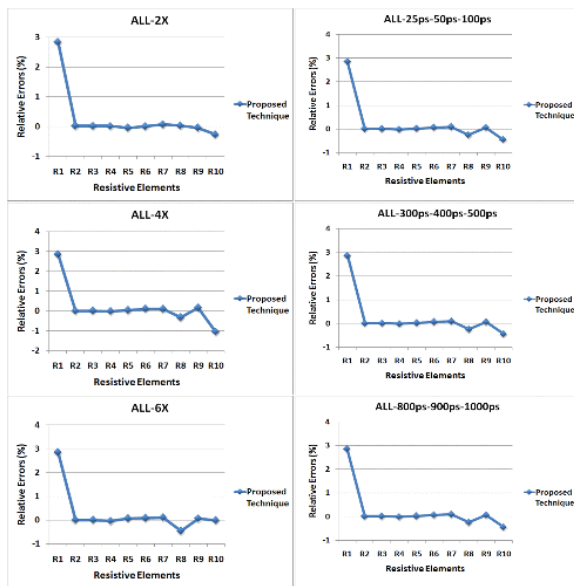 ALL-2X
Relative Errors (%)
3
2
1
0
-1
R1 R2 R3 R4 R5 R6 R7 R8 R9 R10
Resistive Elements
Proposed
Technique
ALL-25ps-50ps-100ps
Relative Errors (%)
4
3
2
1
0
-1
R1 R2 R3 R4 R5 R6 R7 R8 R9 R10
Resistive Elements
Proposed
Technique
ALL-4X
Relative Errors (%)
4
3
2
1
0
-1
-2
R1 R2 R3 R4 R5 R6 R7 R8 R9 R10
Resistive Elements
Proposed
Technique
ALL-300ps-400ps-500ps
Relative Errors (%)
4
3
2
1
0
-1
R1 R2 R3 R4 R5 R6 R7 R8 R9 R10
Resistive Elements
Proposed
Technique
ALL-6X
Relative Errors (%)
4
3
2
1
0
-1
R1 R2 R3 R4 R5 R6 R7 R8 R9 R10
Resistive Elements
Proposed
Technique
ALL-800ps-900ps-1000ps
Relative Errors (%)
4
3
2
1
0
-1
R1 R2 R3 R4 R5 R6 R7 R8 R9 R10
Resistive Elements
Proposed
Technique